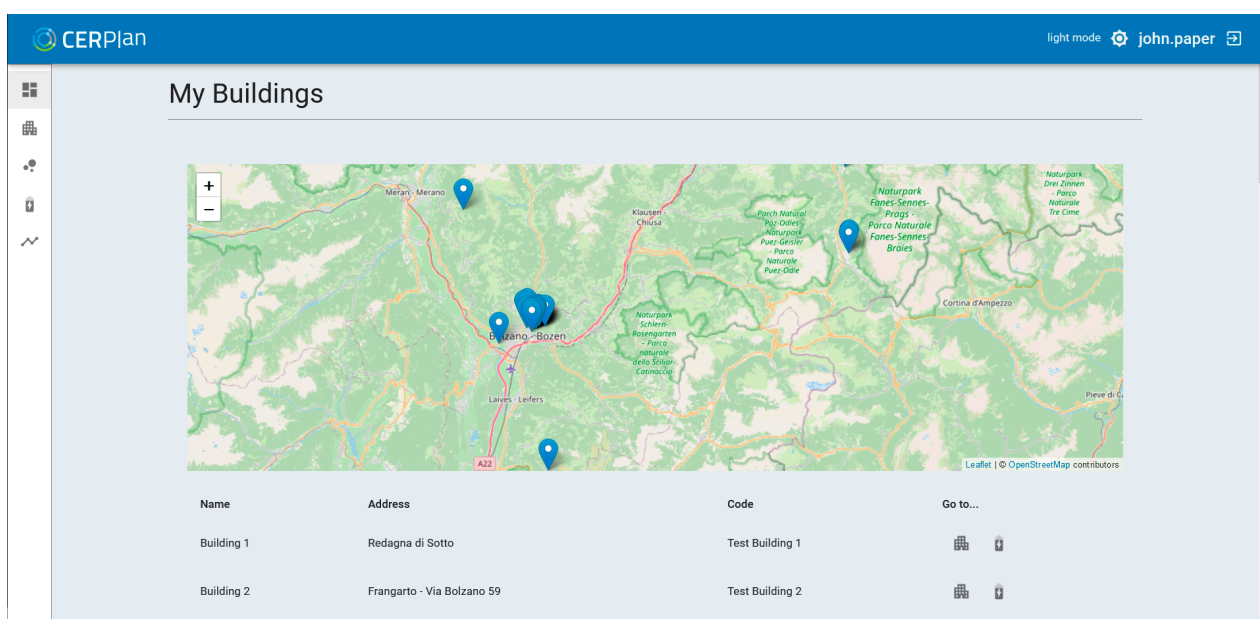 CERPlan
light mode
john.paper
My Buildings
+
−
Meran - Merano
Klausen -
Chiusa
Parch Natural
Poz-Odles
Naturpark
Puez-Geisler
- Parco
Naturale
Puez-Odle
Naturpark
Fanes-Sennes-
Prags -
Parco Naturale
Fanes-Sennes-
Braies
Naturpark
Drei Zinnen
- Parco
Naturale
Tre Cime
Cortina d'Ampezzo
Naturpark
Schlern-
Rosengarten
- Parco
naturale
dello Sciliar-
Catinaccio
Bolzano - Bozen
Laives - Leifers
Pieve di C
A22
Leaflet | © OpenStreetMap contributors
Name Address Code Go to...
Building 1 Redagna di Sotto Test Building 1
Building 2 Frangarto - Via Bolzano 59 Test Building 2